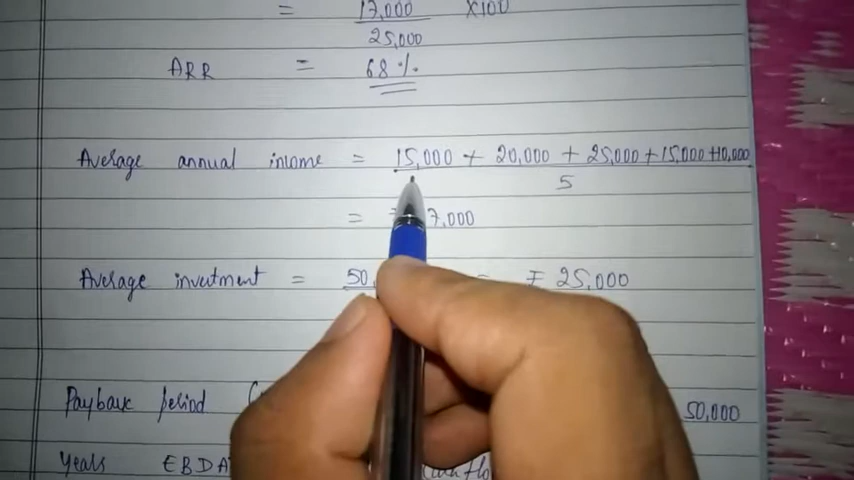 = 17,000 X100
25,000
ARR = 68%
Average annual income = 15,000 + 20,000 + 25,000 + 15,000 + 10,000
5
= 7,000
Average investment = 50, = ₹ 25,000
Payback period 50,000
Years EBDA